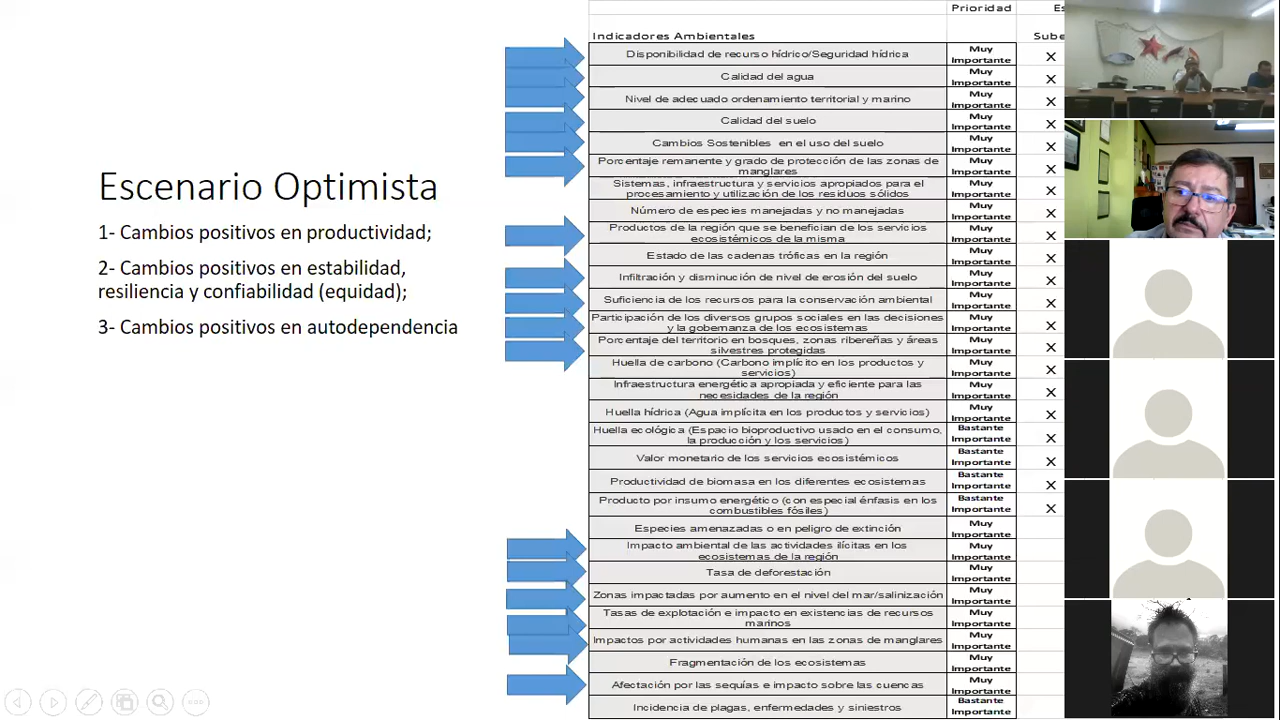 Escenario Optimista
1- Cambios positivos en productividad;
2- Cambios positivos en estabilidad,
resiliencia y confiabilidad (equidad);
3- Cambios positivos en autodependencia
Prioridad
Indicadores Ambientales
Sube
Disponibilidad de recurso hídrico/Seguridad hídrica
Muy
Importante
X
Calidad del agua
Muy
Importante
X
Nivel de adecuado ordenamiento territorial y marino
Muy
Importante
X
Calidad del suelo
Muy
Importante
X
Cambios Sostenibles en el uso del suelo
Muy
Importante
X
Porcentaje remanente y grado de protección de las zonas de
manglares
Muy
Importante
X
Sistemas, infraestructura y servicios apropiados para el
procesamiento y utilización de los residuos sólidos
Muy
Importante
X
Número de especies manejadas y no manejadas
Muy
Importante
X
Productos de la región que se benefician de los servicios
ecosistémicos de la misma
Muy
Importante
X
Estado de las cadenas tróficas en la región
Muy
Importante
X
Infiltración y disminución de nivel de erosión del suelo
Muy
Importante
X
Suficiencia de los recursos para la conservación ambiental
Muy
Importante
X
Participación de los diversos grupos sociales en las decisiones
y la gobernanza de los ecosistemas
Muy
Importante
X
Porcentaje del territorio en bosques, zonas ribereñas y áreas
silvestres protegidas
Muy
Importante
X
Huella de carbono (Carbono implícito en los productos y
servicios)
Muy
Importante
X
Infraestructura energética apropiada y eficiente para las
necesidades de la región
Muy
Importante
X
Huella hídrica (Agua implícita en los productos y servicios)
Muy
Importante
X
Huella ecológica (Espacio bioproductivo usado en el consumo,
la producción y los servicios)
Bastante
Importante
X
Valor monetario de los servicios ecosistémicos
Bastante
Importante
X
Productividad de biomasa en los diferentes ecosistemas
Bastante
Importante
X
Producto por insumo energético (con especial énfasis en los
combustibles fósiles)
Bastante
Importante
X
Especies amenazadas o en peligro de extinción
Muy
Importante
Impacto ambiental de las actividades ilícitas en los
ecosistemas de la región
Muy
Importante
Tasa de deforestación
Muy
Importante
Zonas impactadas por aumento en el nivel del mar/salinización
Muy
Importante
Tasas de explotación e impacto en existencias de recursos
marinos
Muy
Importante
Impactos por actividades humanas en las zonas de manglares
Muy
Importante
Fragmentación de los ecosistemas
Muy
Importante
Afectación por las sequías e impacto sobre las cuencas
Muy
Importante
Incidencia de plagas, enfermedades y siniestros
Bastante
Importante